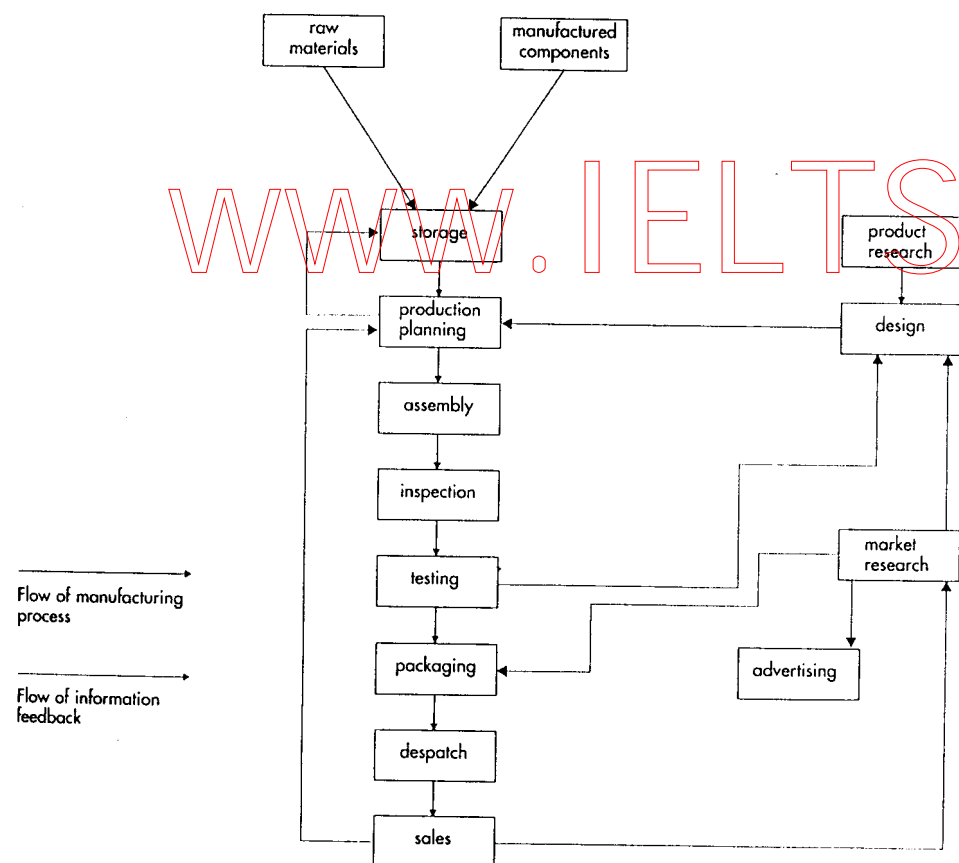 raw
materials
manufactured
components
WWW.IELTS
storage
product
research
production
planning
design
assembly
inspection
market
research
testing
Flow of manufacturing
process
packaging
advertising
Flow of information
feedback
despatch
sales